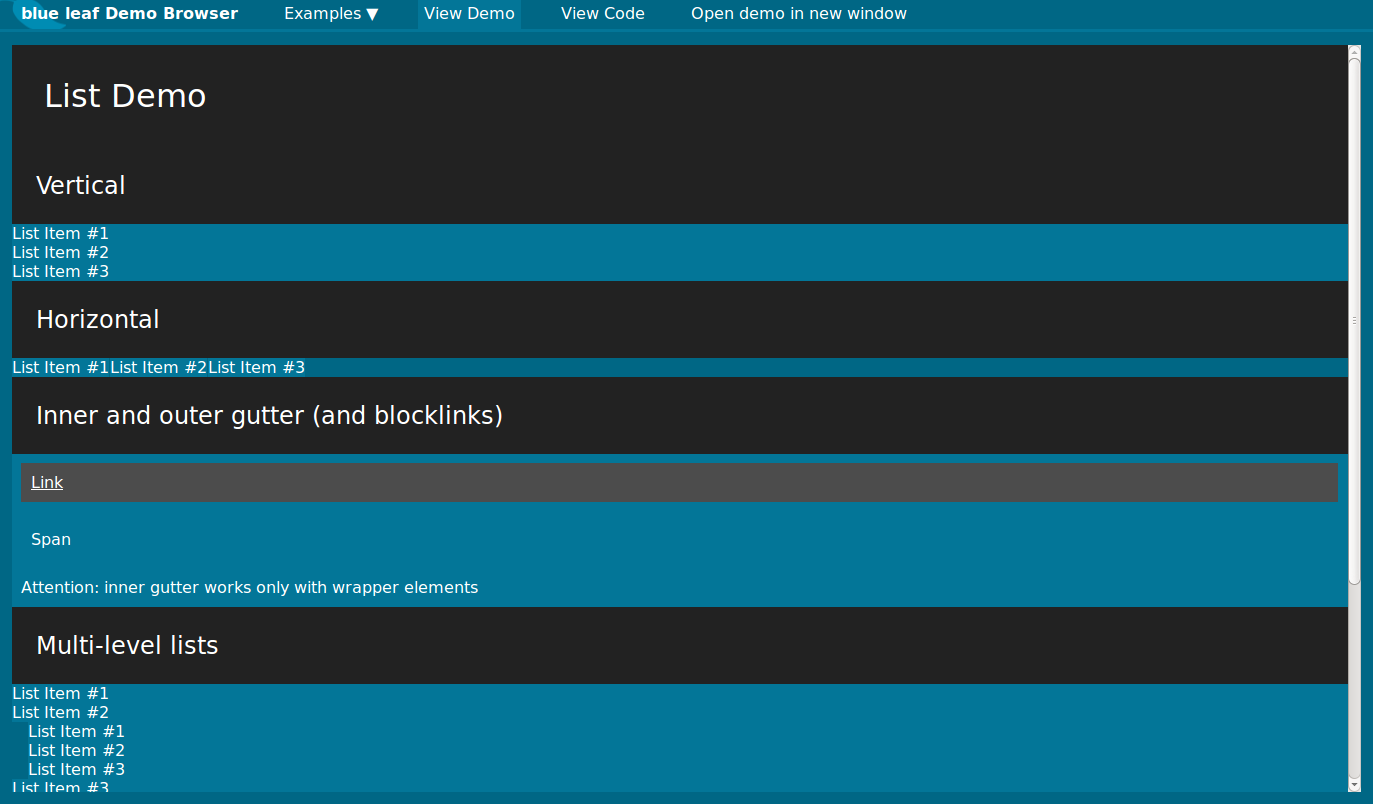 blue leaf Demo Browser Examples ▼ View Demo View Code Open demo in new window
List Demo
Vertical
List Item #1
List Item #2
List Item #3
Horizontal
List Item #1List Item #2List Item #3
Inner and outer gutter (and blocklinks)
Link
Span
Attention: inner gutter works only with wrapper elements
Multi-level lists
List Item #1
List Item #2
List Item #1
List Item #2
List Item #3
List Item #3